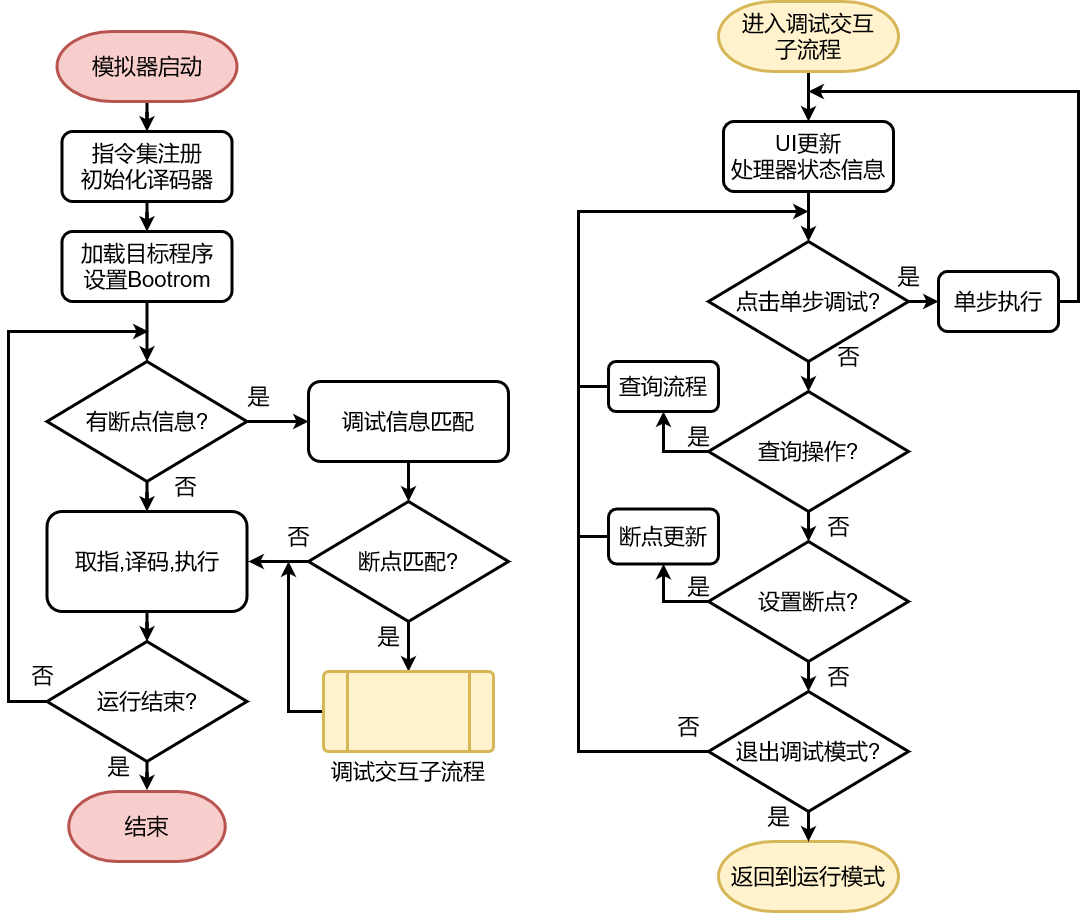 模拟器启动
指令集注册
初始化译码器
加载目标程序
设置Bootrom
有断点信息?
是
调试信息匹配
否
取指,译码,执行
否
断点匹配?
是
否
运行结束?
是
调试交互子流程
结束
进入调试交互
子流程
UI更新
处理器状态信息
点击单步调试?
是
单步执行
否
查询流程
是
查询操作?
否
断点更新
是
设置断点?
否
否
退出调试模式?
是
返回到运行模式